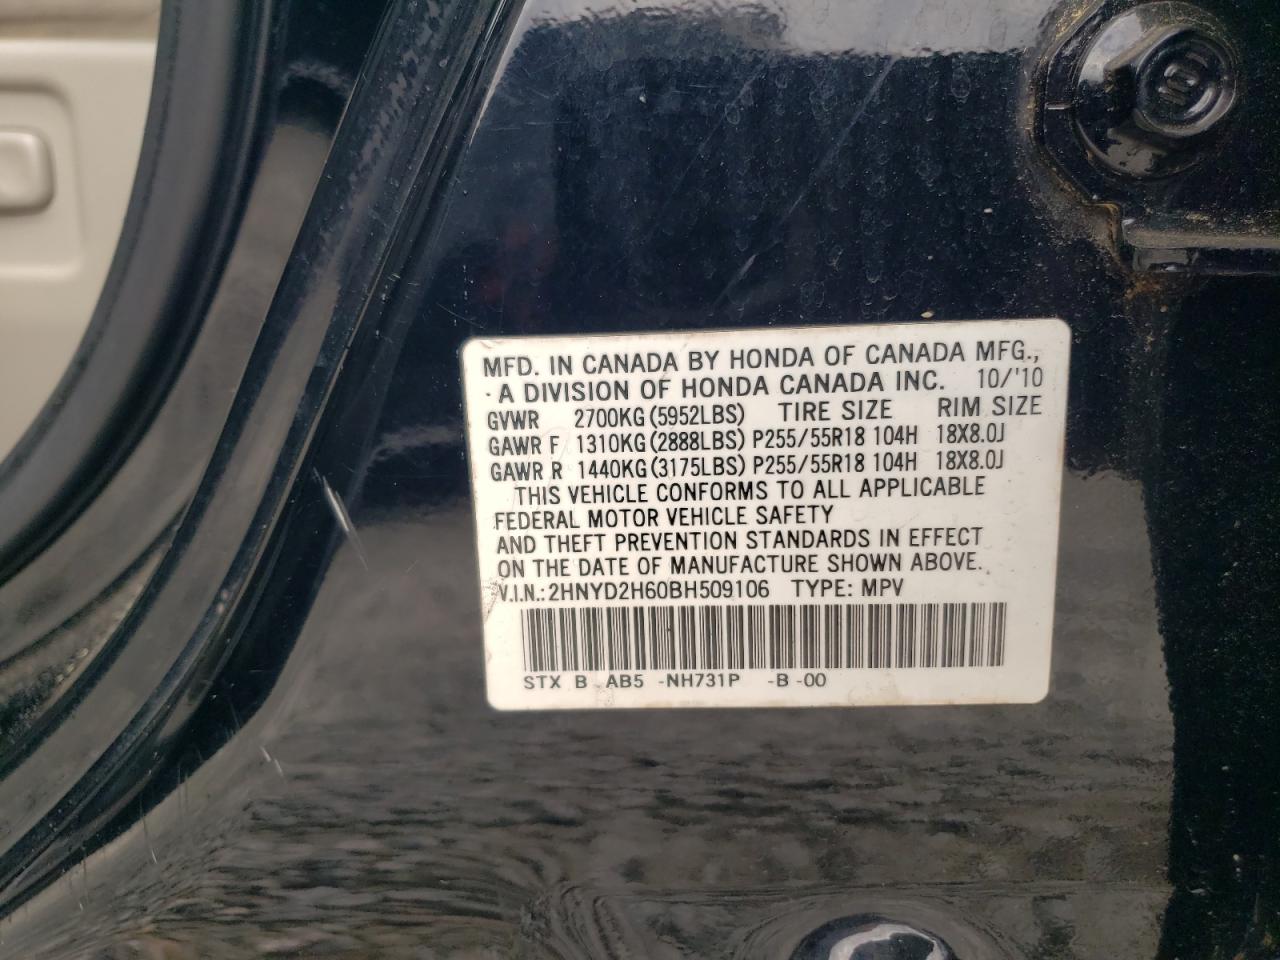 MFD. IN CANADA BY HONDA OF CANADA MFG.,
A DIVISION OF HONDA CANADA INC. 10/'10
GVWR 2700KG (5952LBS) TIRE SIZE RIM SIZE
GAWR F 1310KG (2888LBS) P255/55R18 104H 18X8.0J
GAWR R 1440KG (3175LBS) P255/55R18 104H 18X8.0J
THIS VEHICLE CONFORMS TO ALL APPLICABLE
FEDERAL MOTOR VEHICLE SAFETY
AND THEFT PREVENTION STANDARDS IN EFFECT
ON THE DATE OF MANUFACTURE SHOWN ABOVE.
V.I.N.: 2HNYD2H60BH509106 TYPE: MPV
STX B AB5 -NH731P -B -00